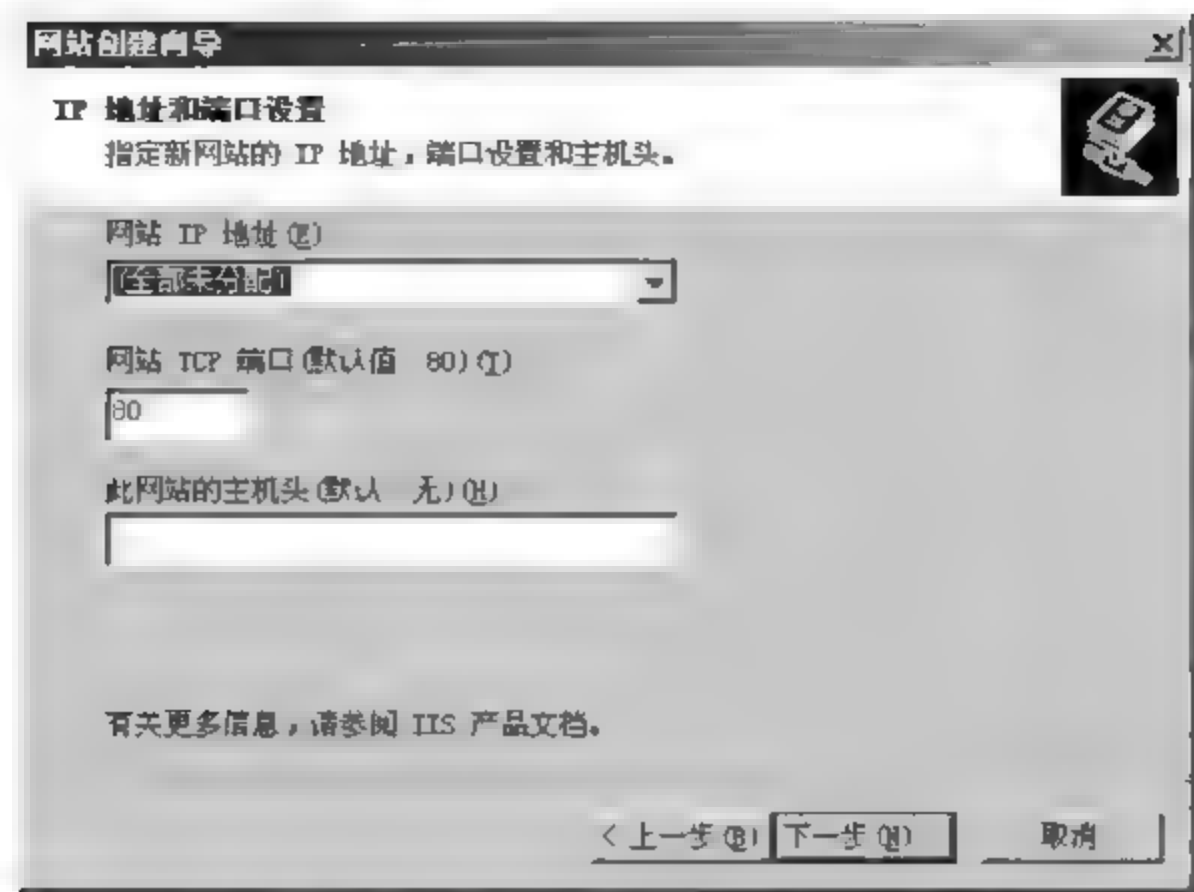 网站创建向导
IP 地址和端口设置
指定新网站的 IP 地址，端口设置和主机头。
网站 IP 地址(E)
(全部未分配)
网站 TCP 端口(默认值 80)(T)
80
此网站的主机头(默认 无)(H)
有关更多信息，请参阅 IIS 产品文档。
< 上一步(B) 下一步(N) 取消